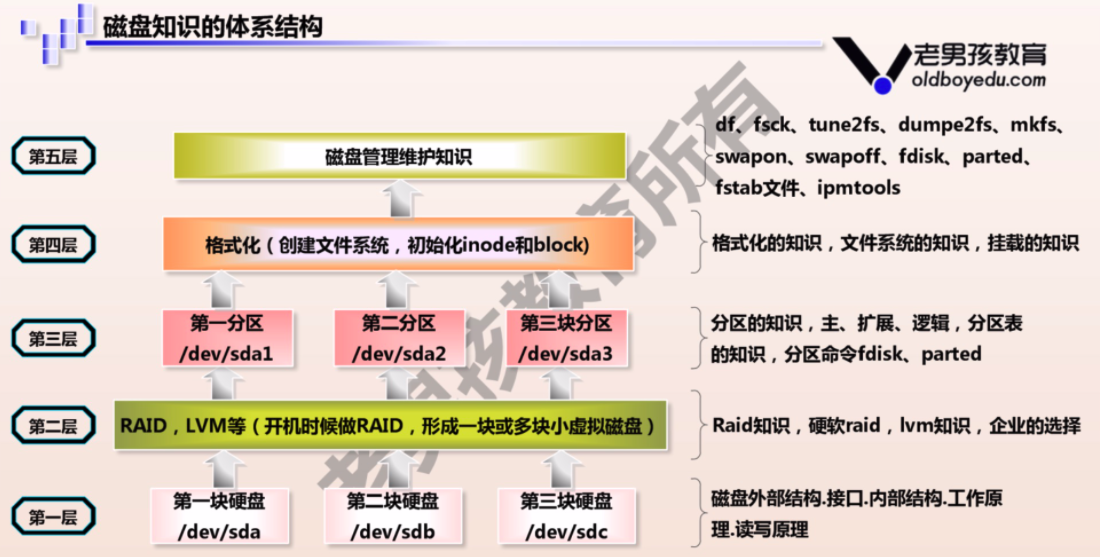 磁盘知识的体系结构
老男孩教育
oldboyedu.com
第五层
磁盘管理维护知识
df、fsck、tune2fs、dumpe2fs、mkfs、
swapon、swapoff、fdisk、parted、
fstab文件、ipmtools
第四层
格式化（创建文件系统，初始化inode和block)
格式化的知识，文件系统的知识，挂载的知识
第三层
第一分区
/dev/sda1
第二分区
/dev/sda2
第三块分区
/dev/sda3
分区的知识，主、扩展、逻辑，分区表
的知识，分区命令fdisk、parted
第二层
RAID，LVM等（开机时候做RAID，形成一块或多块小虚拟磁盘）
Raid知识，硬软raid，lvm知识，企业的选择
第一层
第一块硬盘
/dev/sda
第二块硬盘
/dev/sdb
第三块硬盘
/dev/sdc
磁盘外部结构.接口.内部结构.工作原
理.读写原理
老男孩教育所有